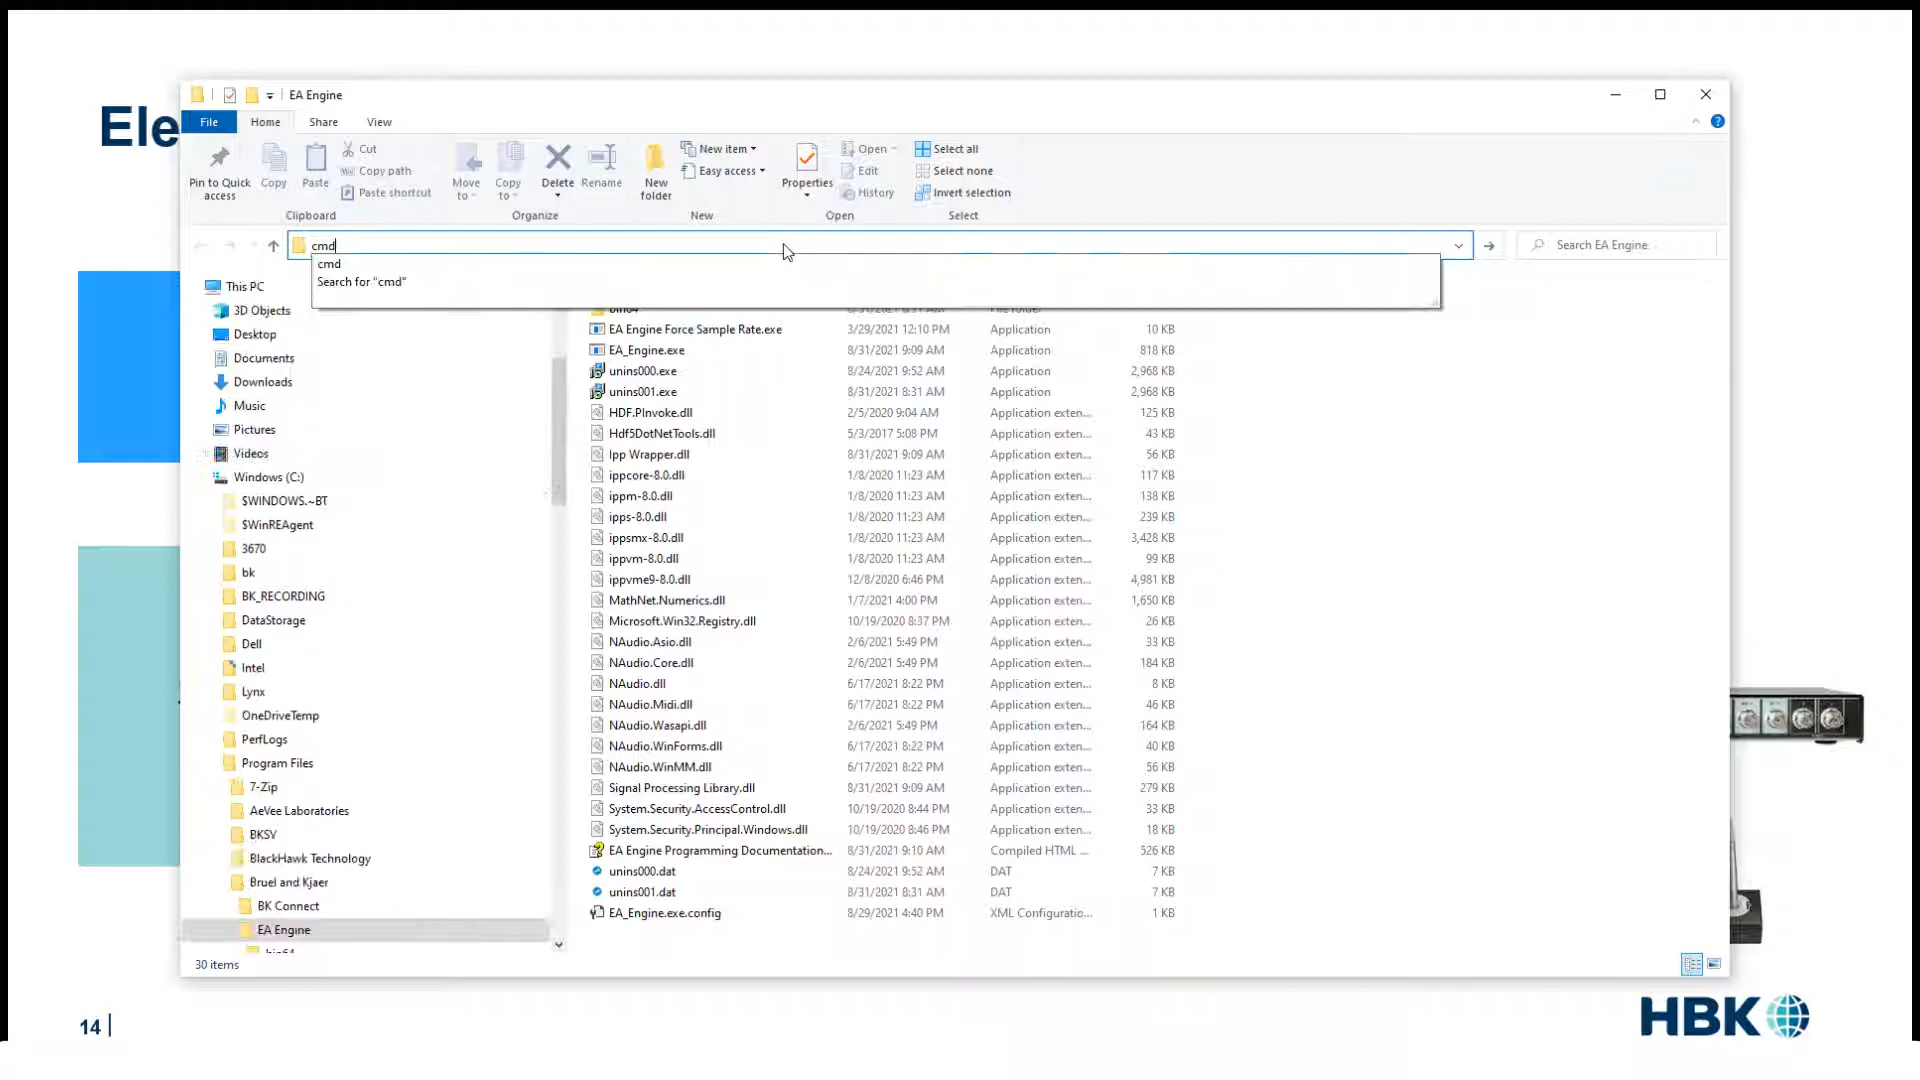 Ele
EA Engine
File Home Share View
Pin to Quick access
Copy
Paste
Cut
Copy path
Paste shortcut
Clipboard
Move to
Copy to
Delete
Rename
Organize
New folder
New item
Easy access
New
Properties
Open
Edit
History
Open
Select all
Select none
Invert selection
Select
cmd
Search EA Engine
cmd
Search for "cmd"
This PC
3D Objects
Desktop
Documents
Downloads
Music
Pictures
Videos
Windows (C:)
$WINDOWS.~BT
$WinREAgent
3670
bk
BK_RECORDING
DataStorage
Dell
Intel
Lynx
OneDriveTemp
PerfLogs
Program Files
7-Zip
AeVee Laboratories
BKSV
BlackHawk Technology
Bruel and Kjaer
BK Connect
EA Engine
bin64
EA Engine Force Sample Rate.exe 3/29/2021 12:10 PM Application 10 KB
EA_Engine.exe 8/31/2021 9:09 AM Application 818 KB
unins000.exe 8/24/2021 9:52 AM Application 2,968 KB
unins001.exe 8/31/2021 8:31 AM Application 2,968 KB
HDF.PInvoke.dll 2/5/2020 9:04 AM Application exten... 125 KB
Hdf5DotNetTools.dll 5/3/2017 5:08 PM Application exten... 43 KB
Ipp Wrapper.dll 8/31/2021 9:09 AM Application exten... 56 KB
ippcore-8.0.dll 1/8/2020 11:23 AM Application exten... 117 KB
ippm-8.0.dll 1/8/2020 11:23 AM Application exten... 138 KB
ipps-8.0.dll 1/8/2020 11:23 AM Application exten... 239 KB
ippsmx-8.0.dll 1/8/2020 11:23 AM Application exten... 3,428 KB
ippvm-8.0.dll 1/8/2020 11:23 AM Application exten... 99 KB
ippvme9-8.0.dll 12/8/2020 6:46 PM Application exten... 4,981 KB
MathNet.Numerics.dll 1/7/2021 4:00 PM Application exten... 1,650 KB
Microsoft.Win32.Registry.dll 10/19/2020 8:37 PM Application exten... 26 KB
NAudio.Asio.dll 2/6/2021 5:49 PM Application exten... 33 KB
NAudio.Core.dll 2/6/2021 5:49 PM Application exten... 184 KB
NAudio.dll 6/17/2021 8:22 PM Application exten... 8 KB
NAudio.Midi.dll 6/17/2021 8:22 PM Application exten... 46 KB
NAudio.Wasapi.dll 2/6/2021 5:49 PM Application exten... 164 KB
NAudio.WinForms.dll 6/17/2021 8:22 PM Application exten... 40 KB
NAudio.WinMM.dll 6/17/2021 8:22 PM Application exten... 56 KB
Signal Processing Library.dll 8/31/2021 9:09 AM Application exten... 279 KB
System.Security.AccessControl.dll 10/19/2020 8:44 PM Application exten... 33 KB
System.Security.Principal.Windows.dll 10/19/2020 8:46 PM Application exten... 18 KB
EA Engine Programming Documentation... 8/31/2021 9:10 AM Compiled HTML ... 526 KB
unins000.dat 8/24/2021 9:52 AM DAT 7 KB
unins001.dat 8/31/2021 8:31 AM DAT 7 KB
EA_Engine.exe.config 8/29/2021 4:40 PM XML Configuratio... 1 KB
30 items
14
HBK